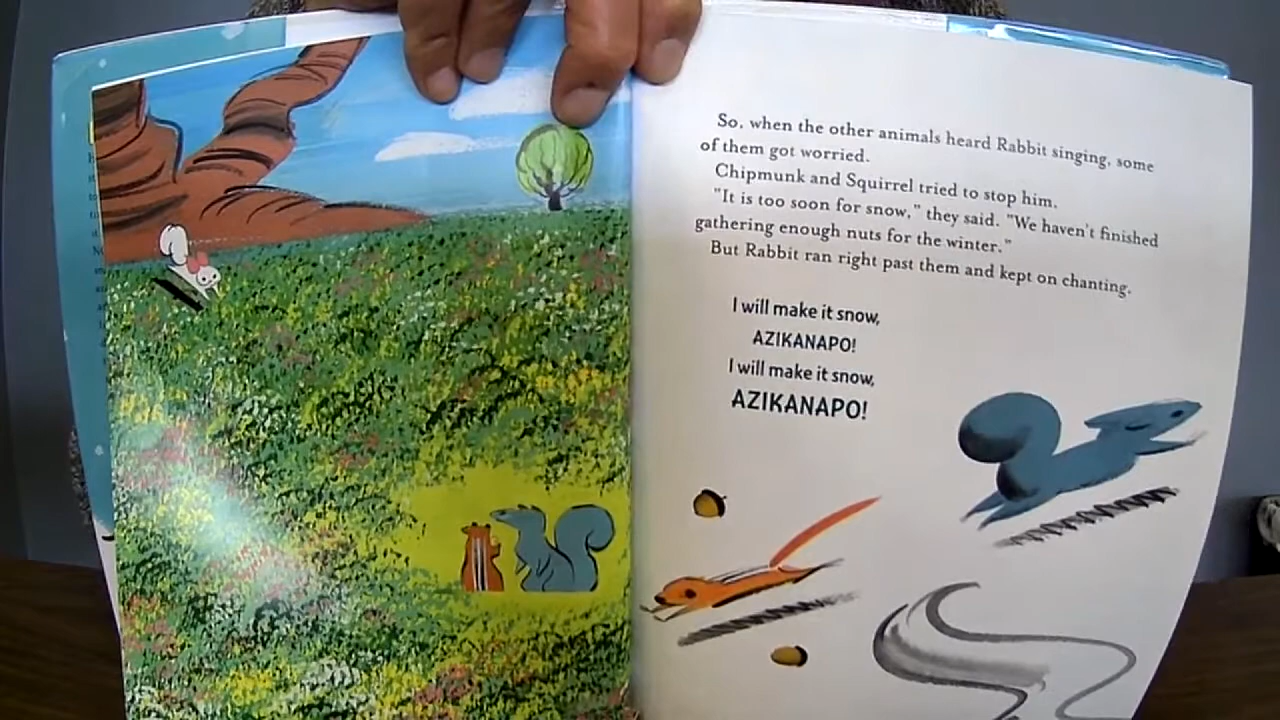 So, when the other animals heard Rabbit singing, some
of them got worried.
Chipmunk and Squirrel tried to stop him.
"It is too soon for snow," they said. "We haven't finished
gathering enough nuts for the winter."
But Rabbit ran right past them and kept on chanting.
I will make it snow,
AZIKANAPO!
I will make it snow,
AZIKANAPO!